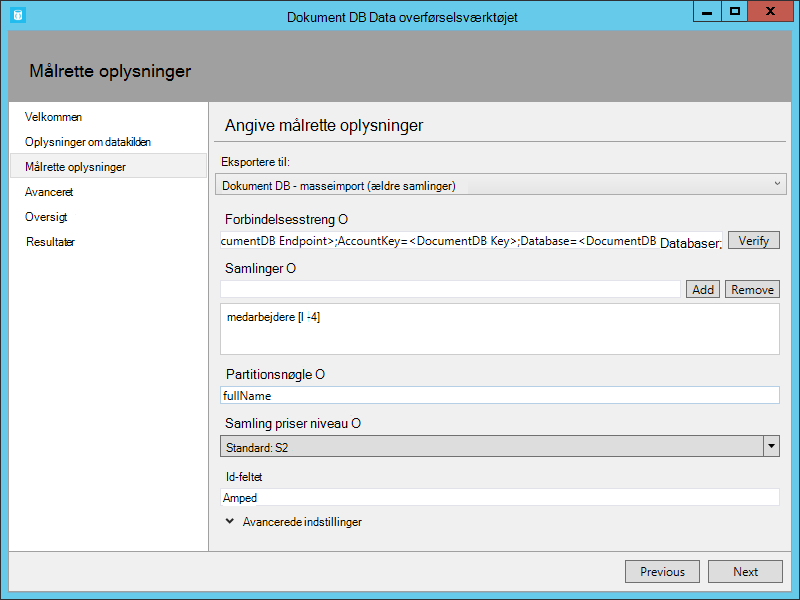 Dokument DB Data overførselsværktøjet
Målrette oplysninger
Velkommen
Oplysninger om datakilden
Målrette oplysninger
Avanceret
Oversigt
Resultater
Angive målrette oplysninger
Eksportere til:
Dokument DB - masseimport (ældre samlinger)
Forbindelsesstreng O
cumentDB Endpoint>;AccountKey=<DocumentDB Key>;Database=<DocumentDB Databaser; Verify
Samlinger O
Add Remove
medarbejdere [I -4]
Partitionsnøgle O
fullName
Samling priser niveau O
Standard: S2
Id-feltet
Amped
Avancerede indstillinger
Previous Next